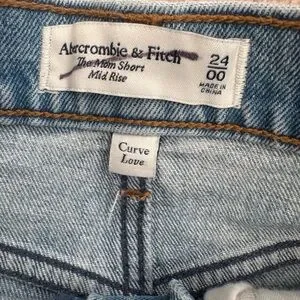 Abercrombie & Fitch
The Mom Short
Mid Rise
24
00
MADE IN
CHINA
Curve
Love